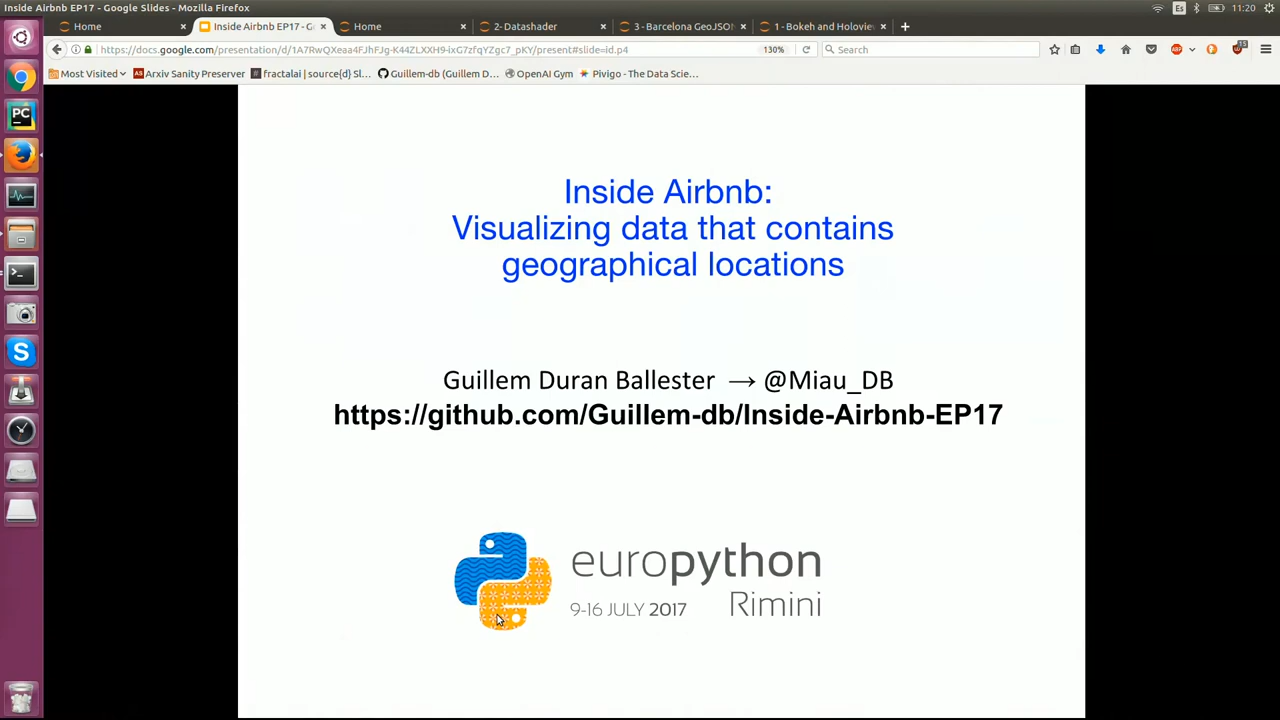 Inside Airbnb EP17 - Google Slides - Mozilla Firefox
Es
11:20
Home
Inside Airbnb EP17 - G
Home
2- Datashader
3 - Barcelona GeoJSON
1 - Bokeh and Holovie
https://docs.google.com/presentation/d/1A7RwQXeaa4FJhFJg-K44ZLXXH9-ixG7zfqYZgc7_pKY/present#slide=id.p4
130%
Search
Most Visited
Arxiv Sanity Preserver
fractalai | source{d} Sl...
Guillem-db (Guillem D...
OpenAI Gym
Pivigo - The Data Scie...
PC
Inside Airbnb:
Visualizing data that contains
geographical locations
Guillem Duran Ballester → @Miau_DB
https://github.com/Guillem-db/Inside-Airbnb-EP17
europython
9-16 JULY 2017 Rimini